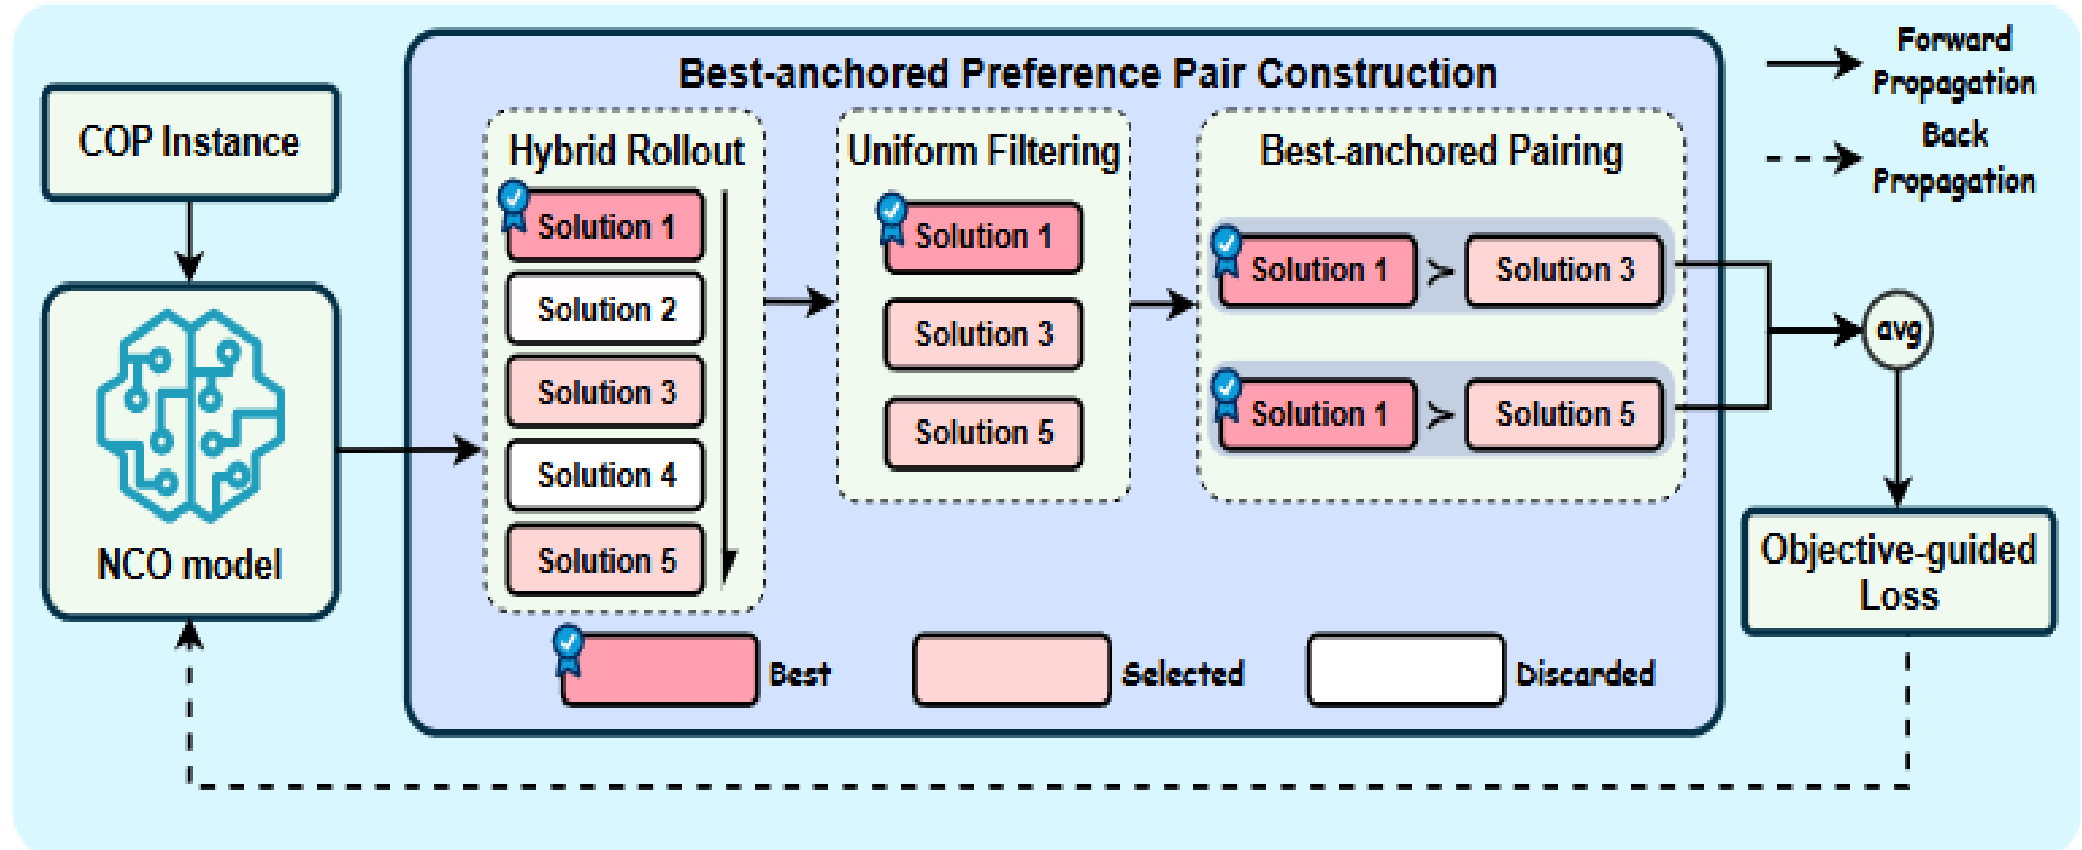 Best-anchored Preference Pair Construction
Forward
Propagation
Back
Propagation
COP Instance
NCO model
Hybrid Rollout
Solution 1
Solution 2
Solution 3
Solution 4
Solution 5
Uniform Filtering
Solution 1
Solution 3
Solution 5
Best-anchored Pairing
Solution 1 > Solution 3
Solution 1 > Solution 5
avg
Objective-guided
Loss
Best
Selected
Discarded